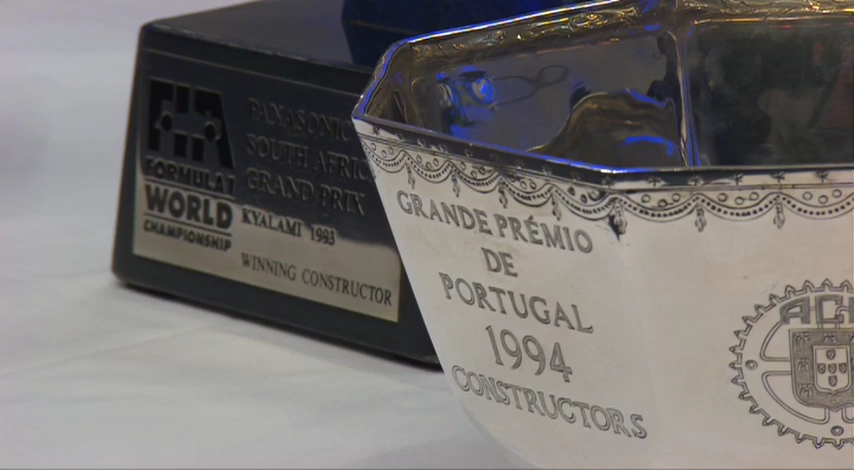 FIA
FORMULA 1
WORLD
CHAMPIONSHIP
PANASONIC
SOUTH AFRIC
GRAND PRIX
KYALAMI 1993
WINNING CONSTRUCTOR
GRANDE PRÉMIO
DE
PORTUGAL
1994
CONSTRUCTORS